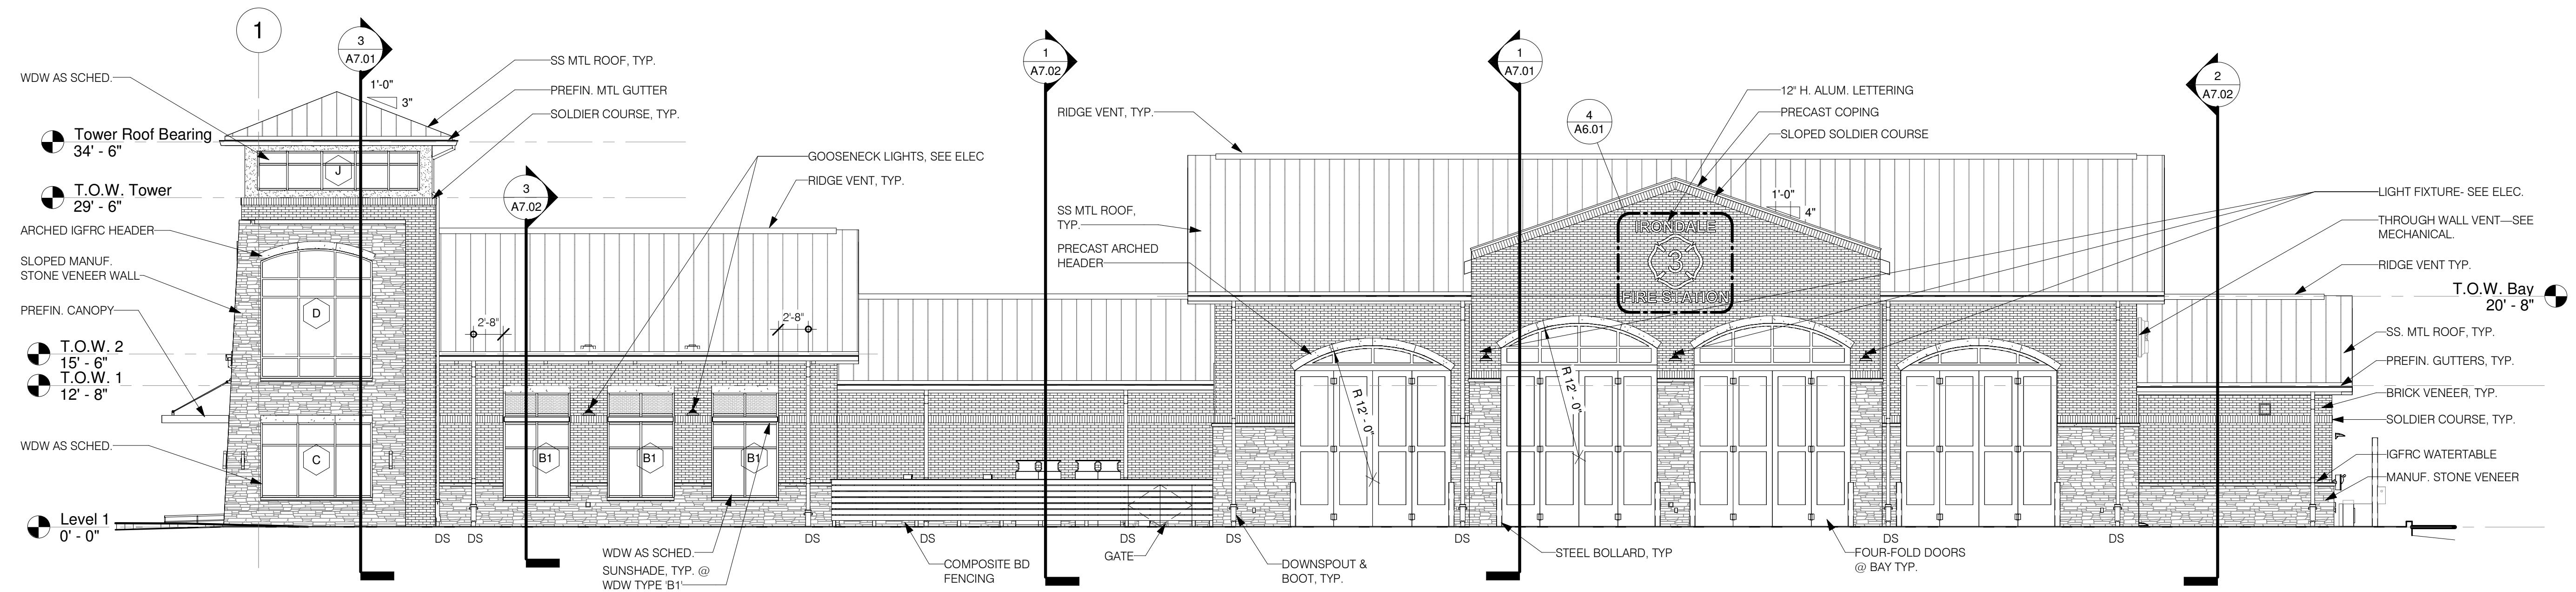 1
3
A7.01
WDW AS SCHED.
1'-0"
3"
SS MTL ROOF, TYP.
PREFIN. MTL GUTTER
SOLDIER COURSE, TYP.
Tower Roof Bearing
34' - 6"
J
T.O.W. Tower
29' - 6"
3
A7.02
GOOSENECK LIGHTS, SEE ELEC
RIDGE VENT, TYP.
ARCHED IGFRC HEADER
SLOPED MANUF.
STONE VENEER WALL
PREFIN. CANOPY
D
2'-8"
2'-8"
T.O.W. 2
15' - 6"
T.O.W. 1
12' - 8"
WDW AS SCHED.
C
B1
B1
B1
Level 1
0' - 0"
DS
DS
DS
DS
DS
DS
DS
DS
DS
WDW AS SCHED.
SUNSHADE, TYP. @
WDW TYPE 'B1'
COMPOSITE BD
FENCING
GATE
DOWNSPOUT &
BOOT, TYP.
STEEL BOLLARD, TYP
FOUR-FOLD DOORS
@ BAY TYP.
1
A7.02
1
A7.01
RIDGE VENT, TYP.
SS MTL ROOF,
TYP.
PRECAST ARCHED
HEADER
4
A6.01
12" H. ALUM. LETTERING
PRECAST COPING
SLOPED SOLDIER COURSE
1'-0"
4"
IRONDALE
3
FIRE STATION
R 12' - 0"
R 12' - 0"
2
A7.02
LIGHT FIXTURE- SEE ELEC.
THROUGH WALL VENT—SEE
MECHANICAL.
RIDGE VENT TYP.
T.O.W. Bay
20' - 8"
SS. MTL ROOF, TYP.
PREFIN. GUTTERS, TYP.
BRICK VENEER, TYP.
SOLDIER COURSE, TYP.
IGFRC WATERTABLE
MANUF. STONE VENEER